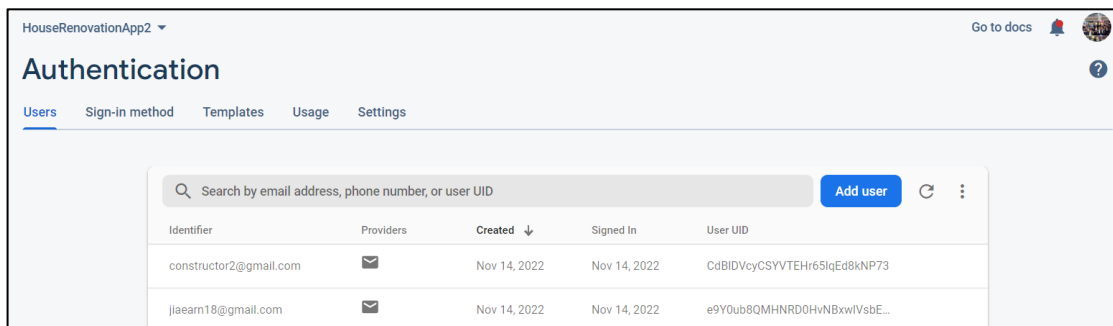 HouseRenovationApp2
Go to docs
Authentication
Users Sign-in method Templates Usage Settings
Search by email address, phone number, or user UID
Add user
Identifier Providers Created Signed In User UID
constructor2@gmail.com Nov 14, 2022 Nov 14, 2022 CdBIDVcyCSYVTEHr65lqEd8kNP73
jiaearn18@gmail.com Nov 14, 2022 Nov 14, 2022 e9Y0ub8QMHNRD0HvNBxwIVsbE...